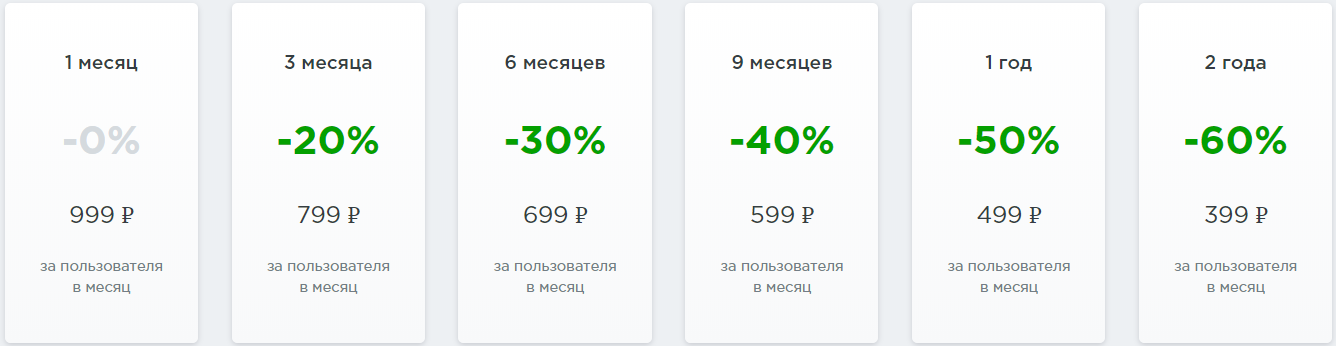 1 месяц
-0%
999 ₽
за пользователя
в месяц
3 месяца
-20%
799 ₽
за пользователя
в месяц
6 месяцев
-30%
699 ₽
за пользователя
в месяц
9 месяцев
-40%
599 ₽
за пользователя
в месяц
1 год
-50%
499 ₽
за пользователя
в месяц
2 года
-60%
399 ₽
за пользователя
в месяц